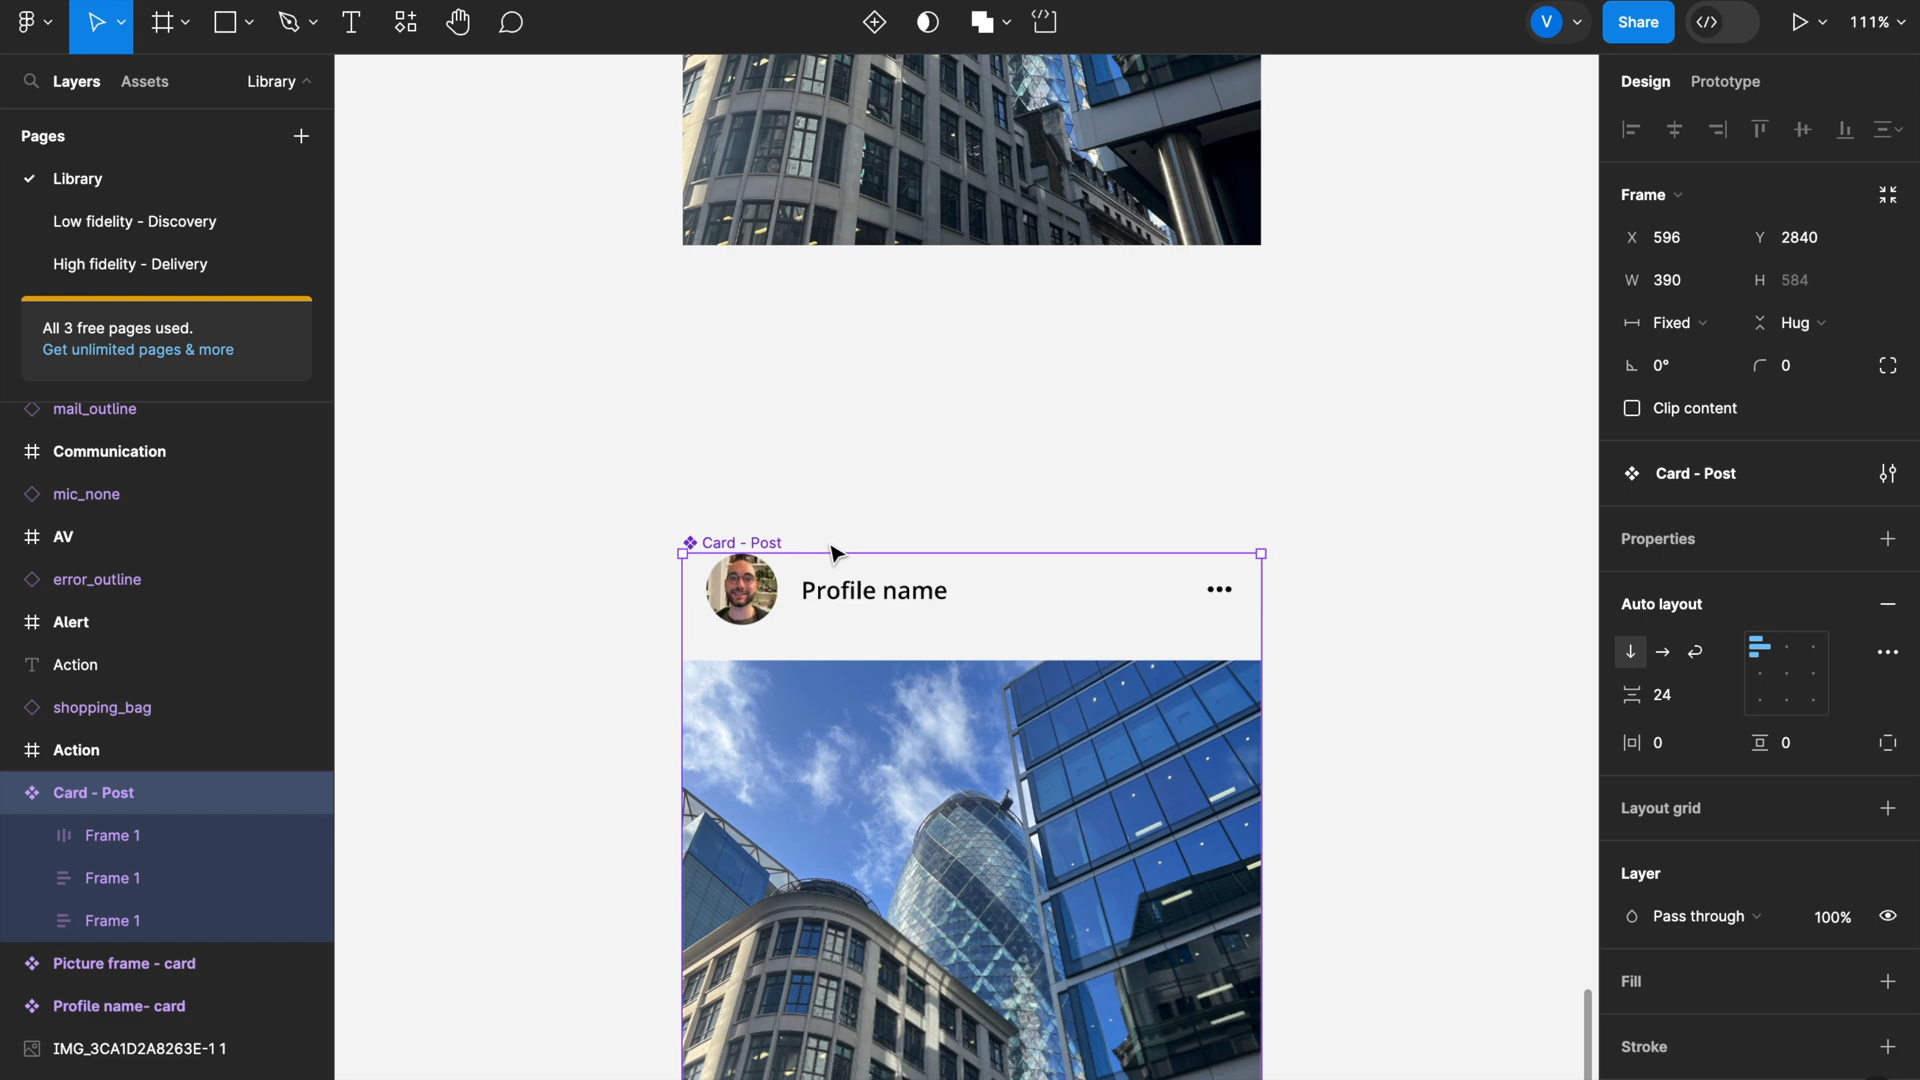 V
Share
111%
Layers
Assets
Library
Design
Prototype
Pages
Library
Low fidelity - Discovery
High fidelity - Delivery
All 3 free pages used.
Get unlimited pages & more
mail_outline
Communication
mic_none
AV
error_outline
Alert
Action
shopping_bag
Action
Card - Post
Frame 1
Frame 1
Frame 1
Picture frame - card
Profile name- card
IMG_3CA1D2A8263E-1 1
Card - Post
Profile name
Frame
X 596 Y 2840
W 390 H 584
Fixed Hug
0° 0
Clip content
Card - Post
Properties
Auto layout
24
0 0
Layout grid
Layer
Pass through 100%
Fill
Stroke